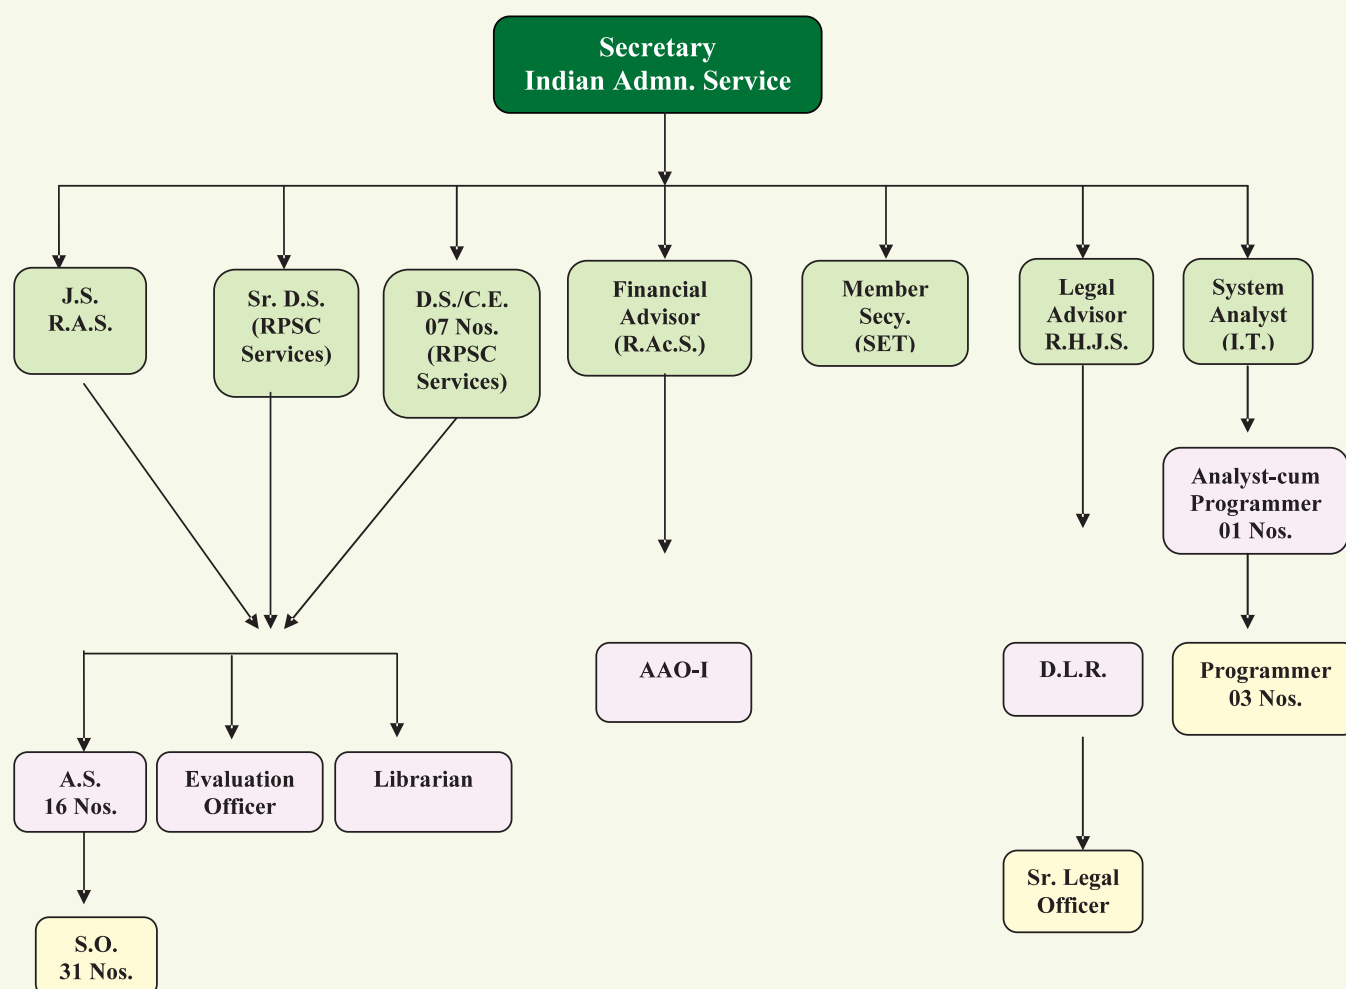 Secretary
Indian Admn. Service
J.S.
R.A.S.
Sr. D.S.
(RPSC
Services)
D.S./C.E.
07 Nos.
(RPSC
Services)
Financial
Advisor
(R.Ac.S.)
Member
Secy.
(SET)
Legal
Advisor
R.H.J.S.
System
Analyst
(I.T.)
Analyst-cum
Programmer
01 Nos.
AAO-I
D.L.R.
Programmer
03 Nos.
A.S.
16 Nos.
Evaluation
Officer
Librarian
Sr. Legal
Officer
S.O.
31 Nos.